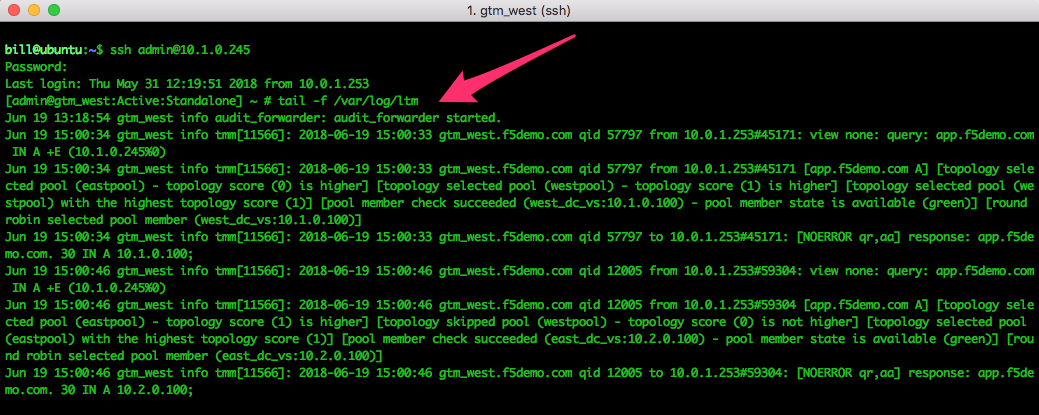 1. gtm_west (ssh)
bill@ubuntu:~$ ssh admin@10.1.0.245
Password:
Last login: Thu May 31 12:19:51 2018 from 10.0.1.253
[admin@gtm_west:Active:Standalone] ~ # tail -f /var/log/ltm
Jun 19 13:18:54 gtm_west info audit_forwarder: audit_forwarder started.
Jun 19 15:00:34 gtm_west info tmm[11566]: 2018-06-19 15:00:33 gtm_west.f5demo.com qid 57797 from 10.0.1.253#45171: view none: query: app.f5demo.com
 IN A +E (10.1.0.245%0)
Jun 19 15:00:34 gtm_west info tmm[11566]: 2018-06-19 15:00:33 gtm_west.f5demo.com qid 57797 from 10.0.1.253#45171 [app.f5demo.com A] [topology sele
cted pool (eastpool) - topology score (0) is higher] [topology selected pool (westpool) - topology score (1) is higher] [topology selected pool (we
stpool) with the highest topology score (1)] [pool member check succeeded (west_dc_vs:10.1.0.100) - pool member state is available (green)] [round
robin selected pool member (west_dc_vs:10.1.0.100)]
Jun 19 15:00:34 gtm_west info tmm[11566]: 2018-06-19 15:00:33 gtm_west.f5demo.com qid 57797 to 10.0.1.253#45171: [NOERROR qr,aa] response: app.f5de
mo.com. 30 IN A 10.1.0.100;
Jun 19 15:00:46 gtm_west info tmm[11566]: 2018-06-19 15:00:46 gtm_west.f5demo.com qid 12005 from 10.0.1.253#59304: view none: query: app.f5demo.com
 IN A +E (10.1.0.245%0)
Jun 19 15:00:46 gtm_west info tmm[11566]: 2018-06-19 15:00:46 gtm_west.f5demo.com qid 12005 from 10.0.1.253#59304 [app.f5demo.com A] [topology sele
cted pool (eastpool) - topology score (1) is higher] [topology skipped pool (westpool) - topology score (0) is not higher] [topology selected pool
(eastpool) with the highest topology score (1)] [pool member check succeeded (east_dc_vs:10.2.0.100) - pool member state is available (green)] [rou
nd robin selected pool member (east_dc_vs:10.2.0.100)]
Jun 19 15:00:46 gtm_west info tmm[11566]: 2018-06-19 15:00:46 gtm_west.f5demo.com qid 12005 to 10.0.1.253#59304: [NOERROR qr,aa] response: app.f5de
mo.com. 30 IN A 10.2.0.100;